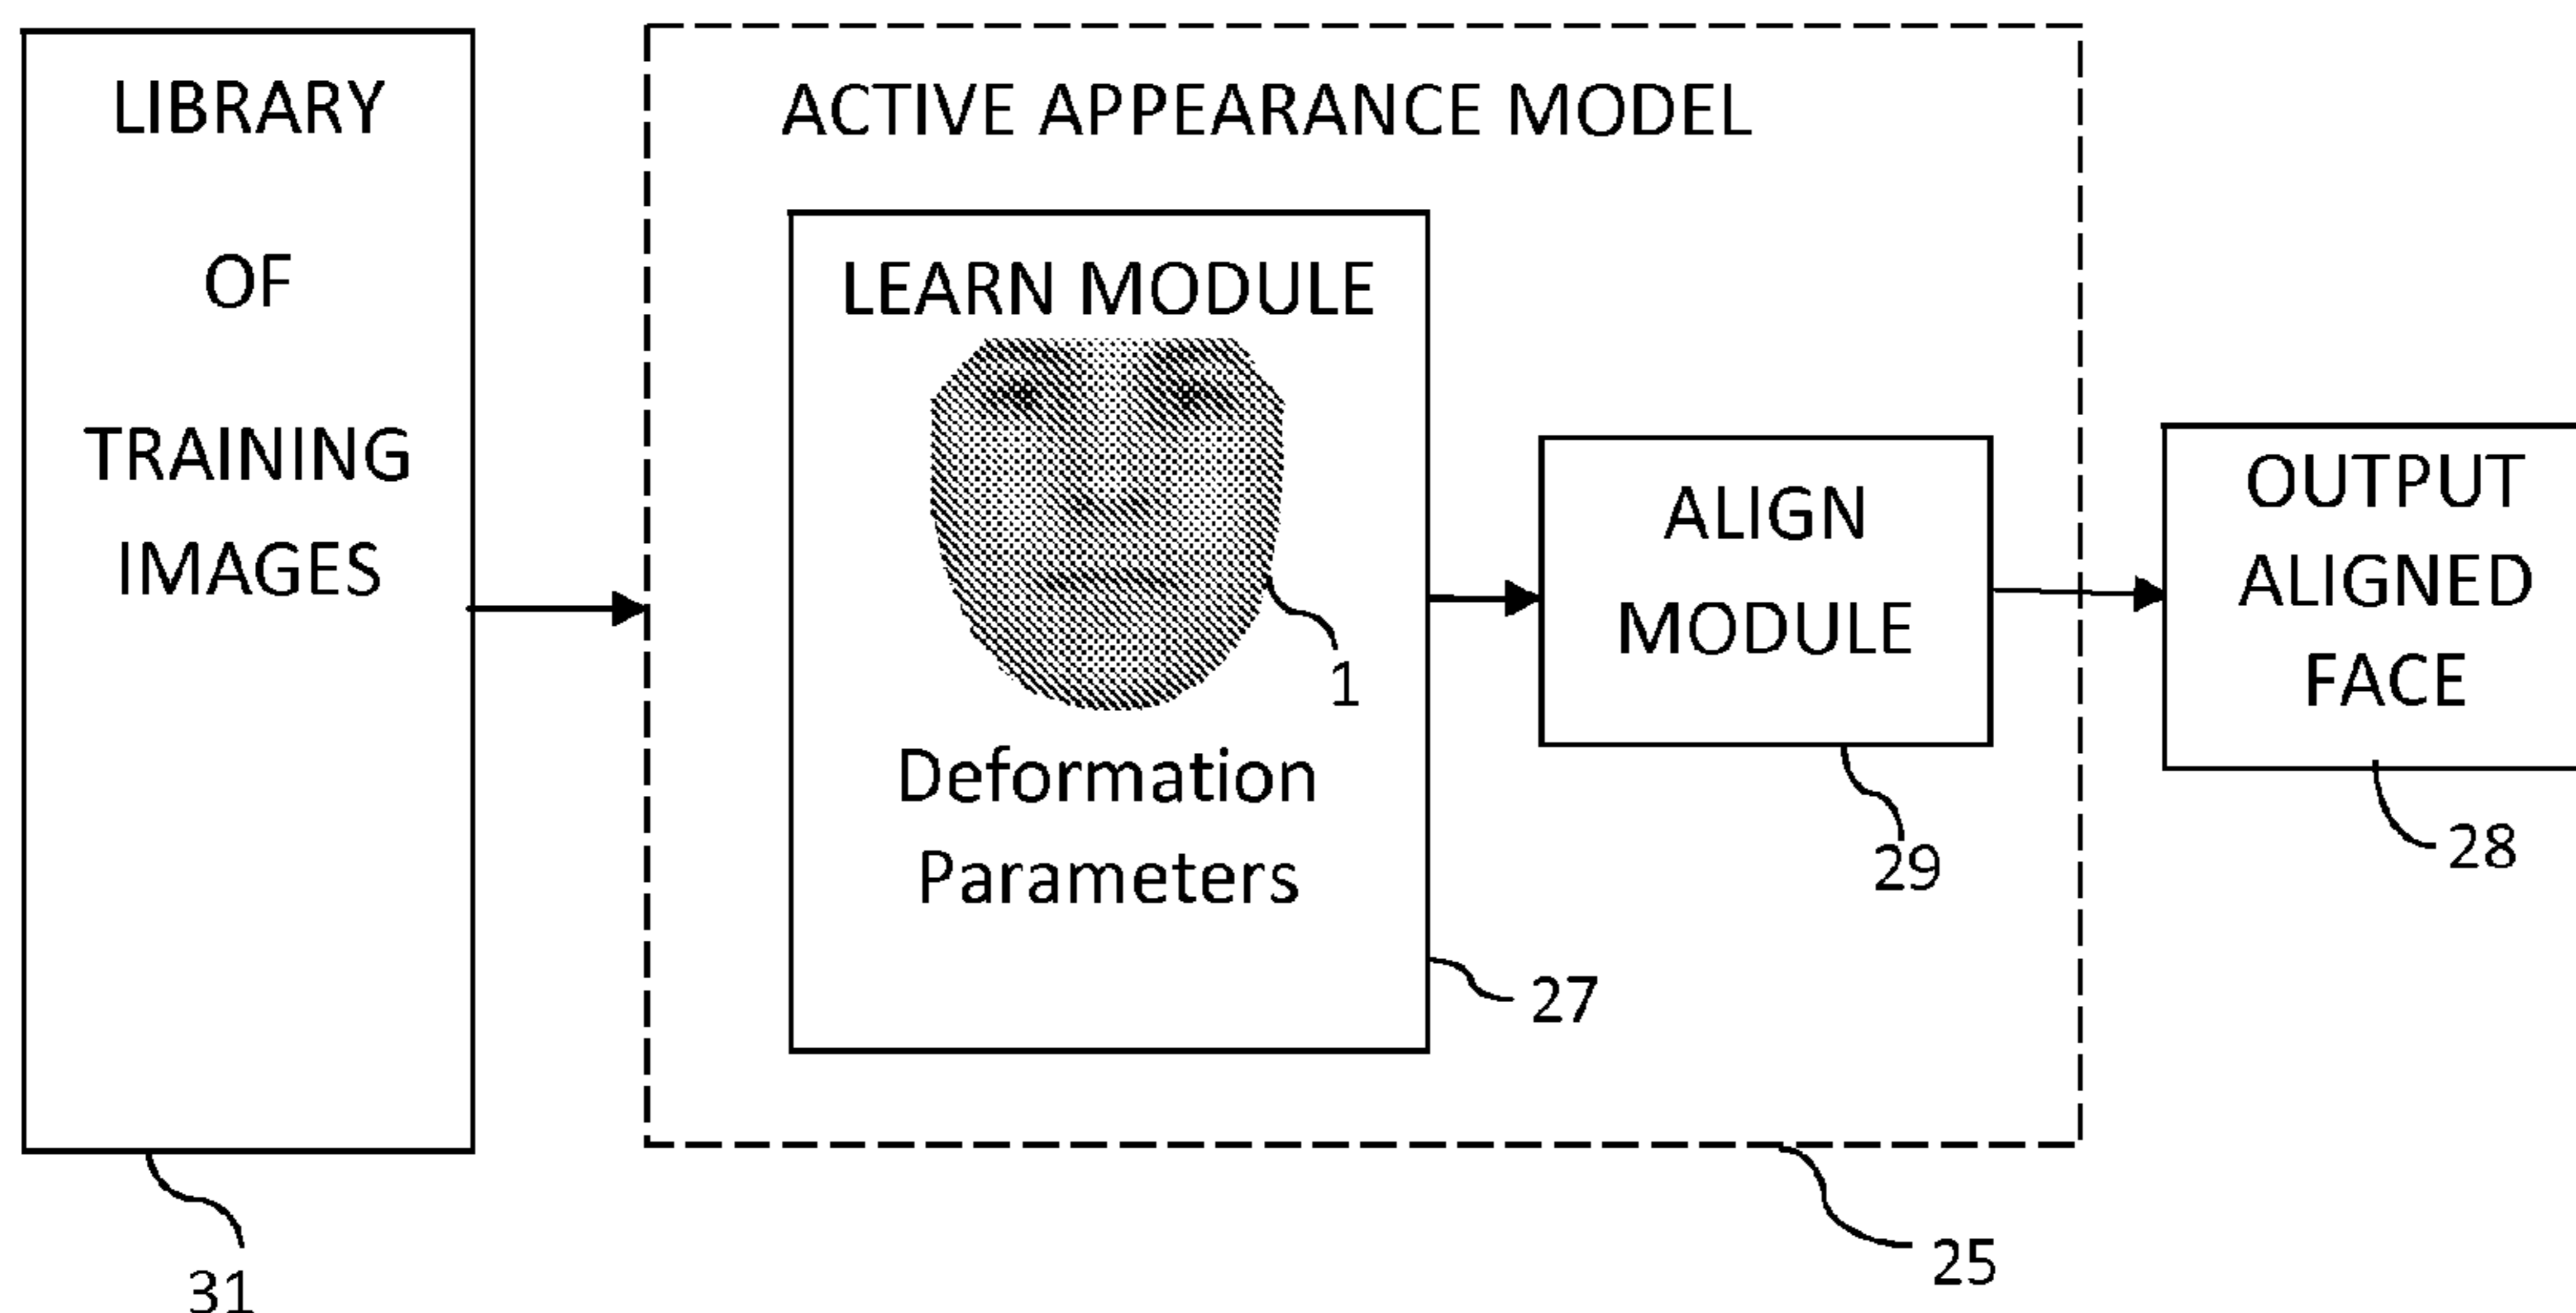 LIBRARY
OF
TRAINING
IMAGES
31
ACTIVE APPEARANCE MODEL
LEARN MODULE
1
Deformation
Parameters
27
ALIGN
MODULE
29
25
OUTPUT
ALIGNED
FACE
28